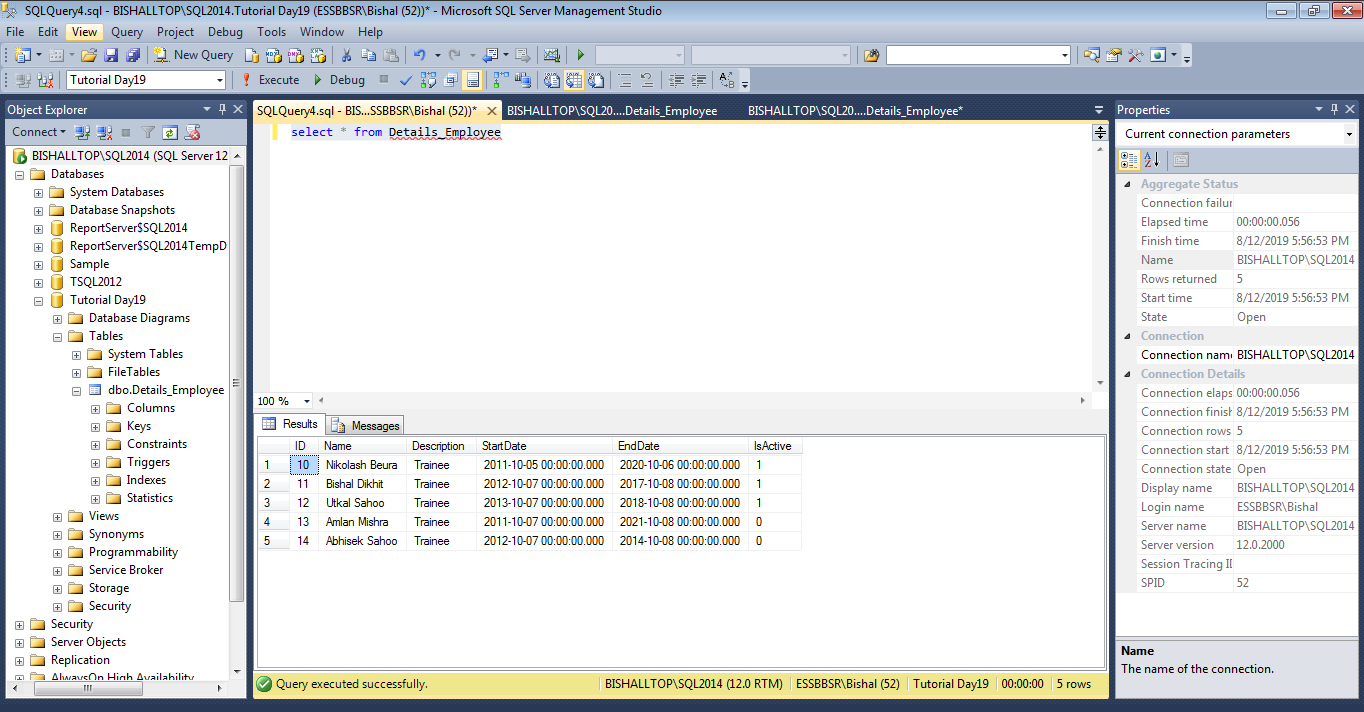 SQLQuery4.sql - BISHALLTOP\SQL2014.Tutorial Day19 (ESSBBSR\Bishal (52))* - Microsoft SQL Server Management Studio
File Edit View Query Project Debug Tools Window Help
New Query
Tutorial Day19 Execute Debug
Object Explorer
Connect
BISHALLTOP\SQL2014 (SQL Server 12
Databases
System Databases
Database Snapshots
ReportServer$SQL2014
ReportServer$SQL2014TempD
Sample
TSQL2012
Tutorial Day19
Database Diagrams
Tables
System Tables
FileTables
dbo.Details_Employee
Columns
Keys
Constraints
Triggers
Indexes
Statistics
Views
Synonyms
Programmability
Service Broker
Storage
Security
Security
Server Objects
Replication
AlwaysOn High Availability
SQLQuery4.sql - BIS...SSBBSR\Bishal (52))* BISHALLTOP\SQL20....Details_Employee BISHALLTOP\SQL20....Details_Employee*
select * from Details_Employee
100 %
Results Messages
ID Name Description StartDate EndDate IsActive
1 10 Nikolash Beura Trainee 2011-10-05 00:00:00.000 2020-10-06 00:00:00.000 1
2 11 Bishal Dikhit Trainee 2012-10-07 00:00:00.000 2017-10-08 00:00:00.000 1
3 12 Utkal Sahoo Trainee 2013-10-07 00:00:00.000 2018-10-08 00:00:00.000 1
4 13 Amlan Mishra Trainee 2011-10-07 00:00:00.000 2021-10-08 00:00:00.000 0
5 14 Abhisek Sahoo Trainee 2012-10-07 00:00:00.000 2014-10-08 00:00:00.000 0
Query executed successfully. BISHALLTOP\SQL2014 (12.0 RTM) ESSBBSR\Bishal (52) Tutorial Day19 00:00:00 5 rows
Properties
Current connection parameters
Aggregate Status
Connection failur
Elapsed time 00:00:00.056
Finish time 8/12/2019 5:56:53 PM
Name BISHALLTOP\SQL2014
Rows returned 5
Start time 8/12/2019 5:56:53 PM
State Open
Connection
Connection name BISHALLTOP\SQL2014
Connection Details
Connection elaps 00:00:00.056
Connection finish 8/12/2019 5:56:53 PM
Connection rows 5
Connection start 8/12/2019 5:56:53 PM
Connection state Open
Display name BISHALLTOP\SQL2014
Login name ESSBBSR\Bishal
Server name BISHALLTOP\SQL2014
Server version 12.0.2000
Session Tracing ID
SPID 52
Name
The name of the connection.